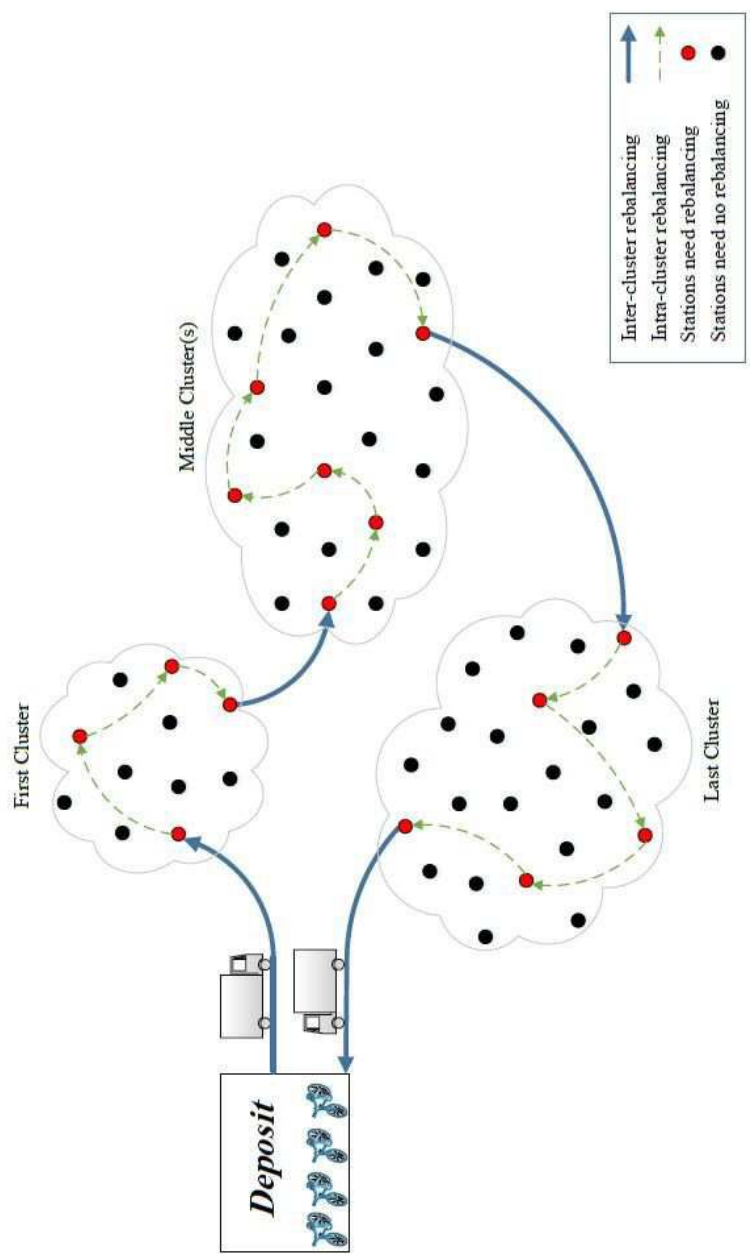 First Cluster
Middle Cluster(s)
Last Cluster
Deposit
Inter-cluster rebalancing
Intra-cluster rebalancing
Stations need rebalancing
Stations need no rebalancing